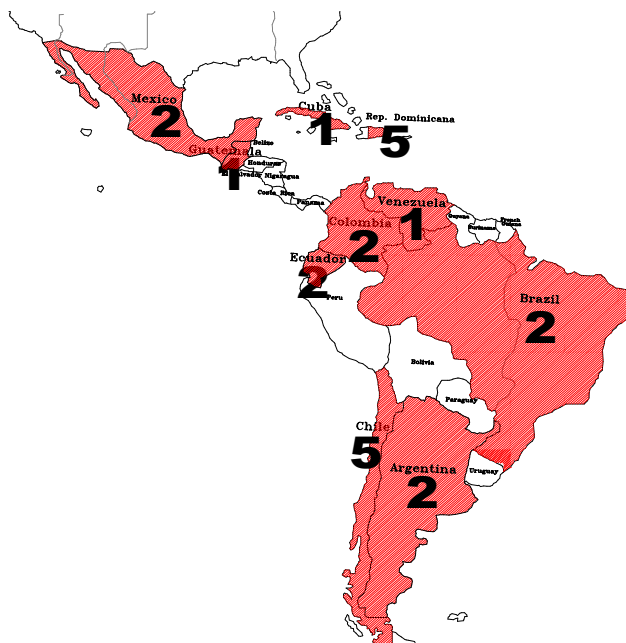 Cuba
Mexico
2
1
Rep. Dominicana
5
Belize
Guatemala
Honduras
1
El Salvador
Nigaragua
Costa Rica
Panama
Venezuela
1
Guyana
Suriname
French
Guiana
Colombia
2
Ecuador
2
Peru
Brazil
2
Bolivia
Paraguay
Chile
5
Argentina
2
Uruguay